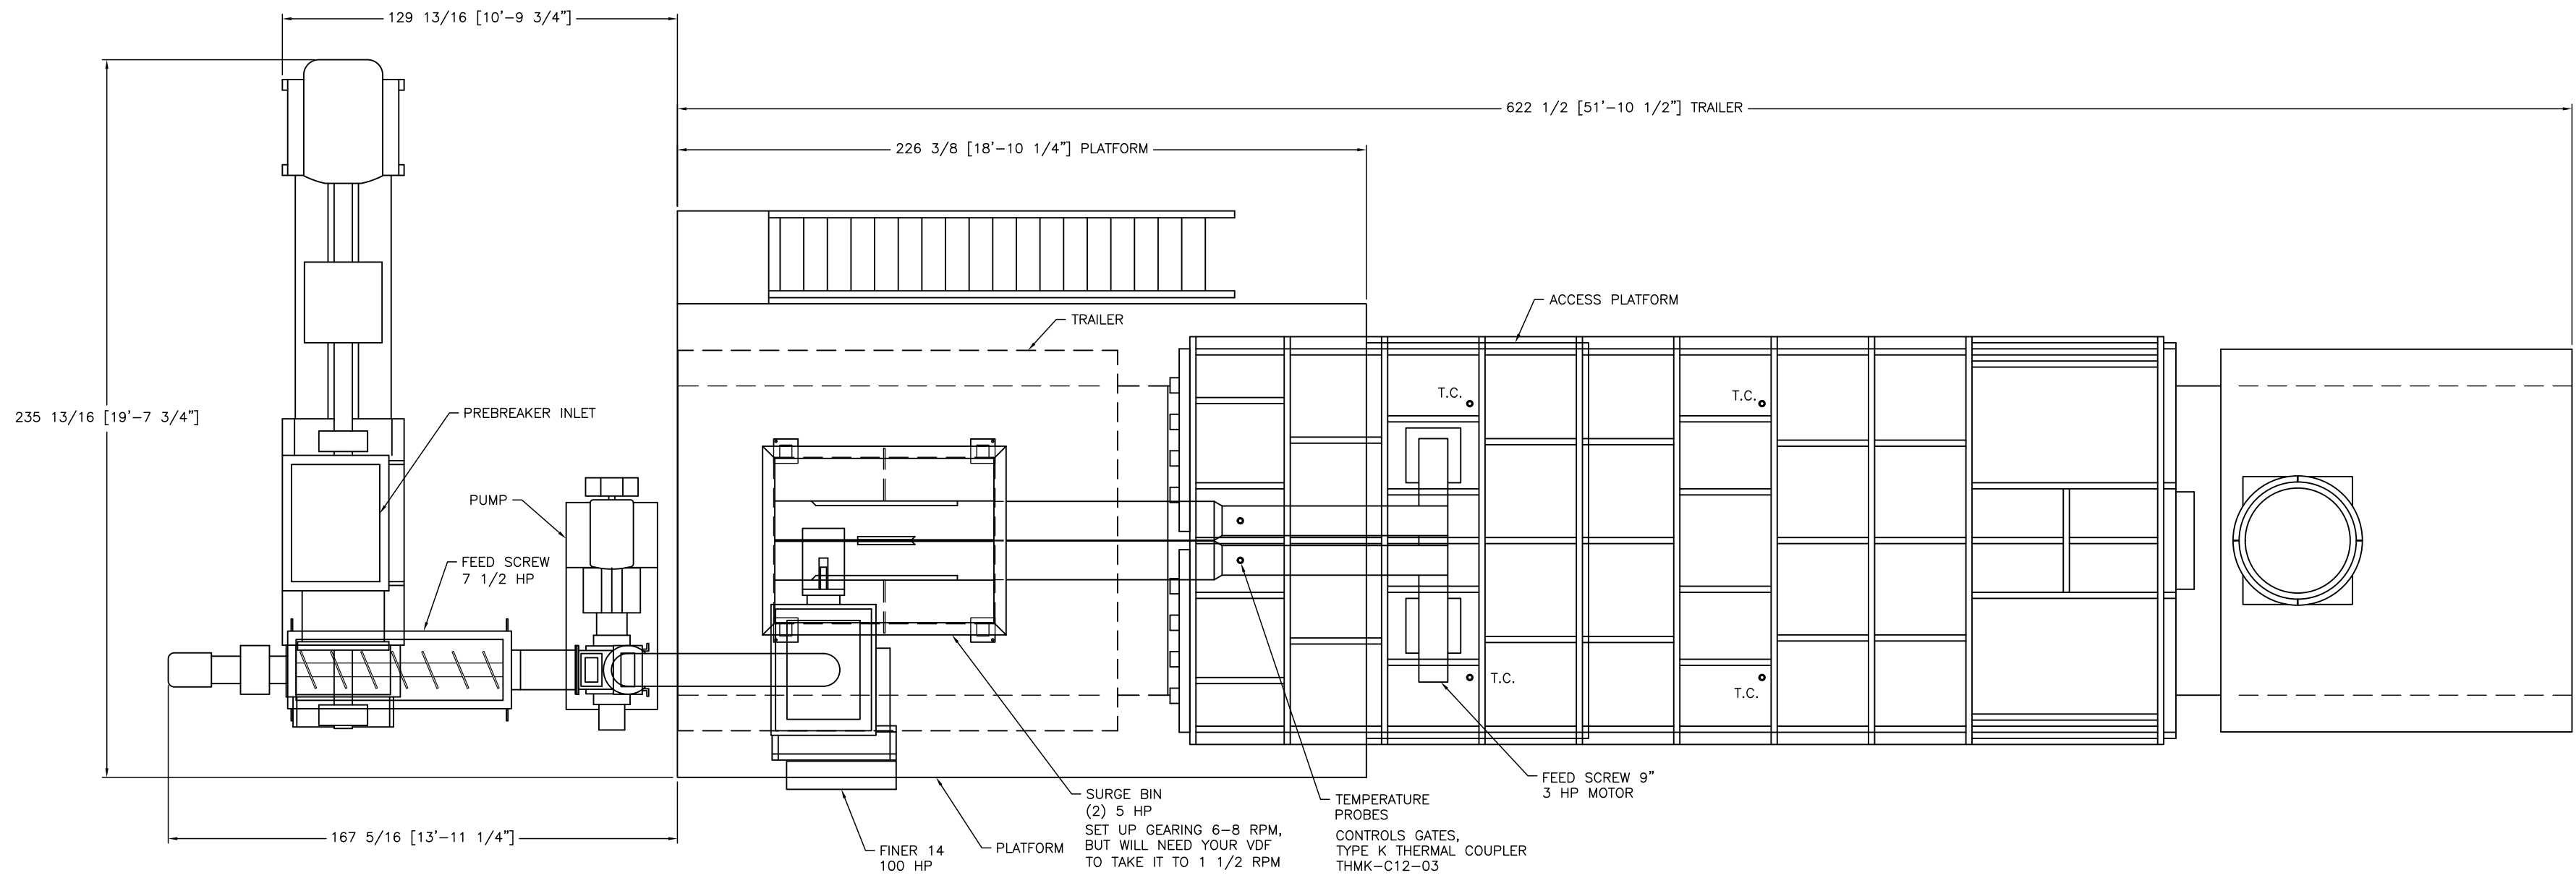 129 13/16 [10'-9 3/4"]
622 1/2 [51'-10 1/2"] TRAILER
226 3/8 [18'-10 1/4"] PLATFORM
ACCESS PLATFORM
TRAILER
T.C.
T.C.
235 13/16 [19'-7 3/4"]
PREBREAKER INLET
PUMP
FEED SCREW
7 1/2 HP
T.C.
T.C.
FEED SCREW 9"
3 HP MOTOR
SURGE BIN
(2) 5 HP
SET UP GEARING 6-8 RPM,
BUT WILL NEED YOUR VDF
TO TAKE IT TO 1 1/2 RPM
TEMPERATURE
PROBES
CONTROLS GATES,
TYPE K THERMAL COUPLER
THMK-C12-03
167 5/16 [13'-11 1/4"]
FINER 14
100 HP
PLATFORM